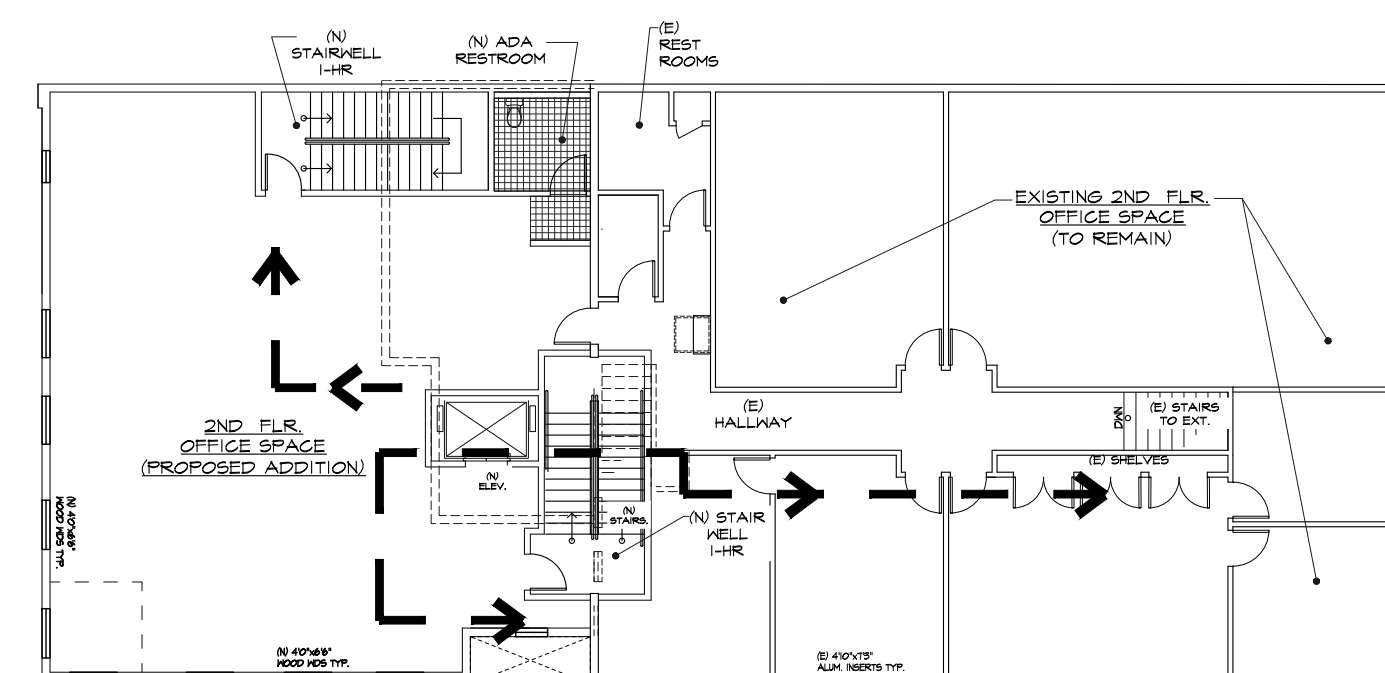 (N)
STAIRWELL
1-HR
(N) ADA
RESTROOM
(E)
REST
ROOMS
EXISTING 2ND FLR.
OFFICE SPACE
(TO REMAIN)
2ND FLR.
OFFICE SPACE
(PROPOSED ADDITION)
(E)
HALLWAY
(E) STAIRS
TO EXT.
(E) SHELVES
(N)
ELEV.
(N)
STAIRS.
(N) STAIR
WELL
1-HR
(N) 4'0"x6'6"
WOOD WDS TYP.
(N) 4'0"x6'6"
WOOD WDS TYP.
(E) 4'10"x7'3"
ALUM. INSERTS TYP.